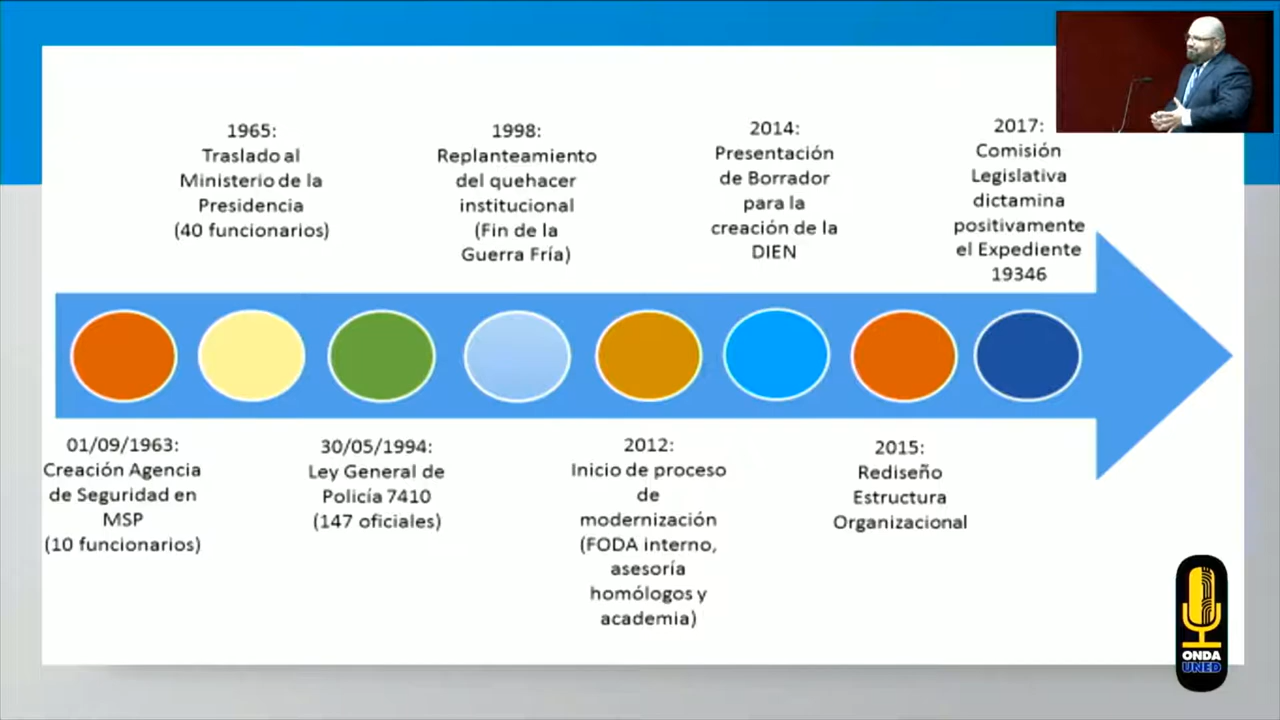 1965:
Traslado al
Ministerio de la
Presidencia
(40 funcionarios)
1998:
Replanteamiento
del quehacer
institucional
(Fin de la
Guerra Fría)
2014:
Presentación
de Borrador
para la
creación de la
DIEN
2017:
Comisión
Legislativa
dictamina
positivamente
el Expediente
19346
01/09/1963:
Creación Agencia
de Seguridad en
MSP
(10 funcionarios)
30/05/1994:
Ley General de
Policía 7410
(147 oficiales)
2012:
Inicio de proceso
de
modernización
(FODA interno,
asesoría
homólogos y
academia)
2015:
Rediseño
Estructura
Organizacional
ONDA
UNED